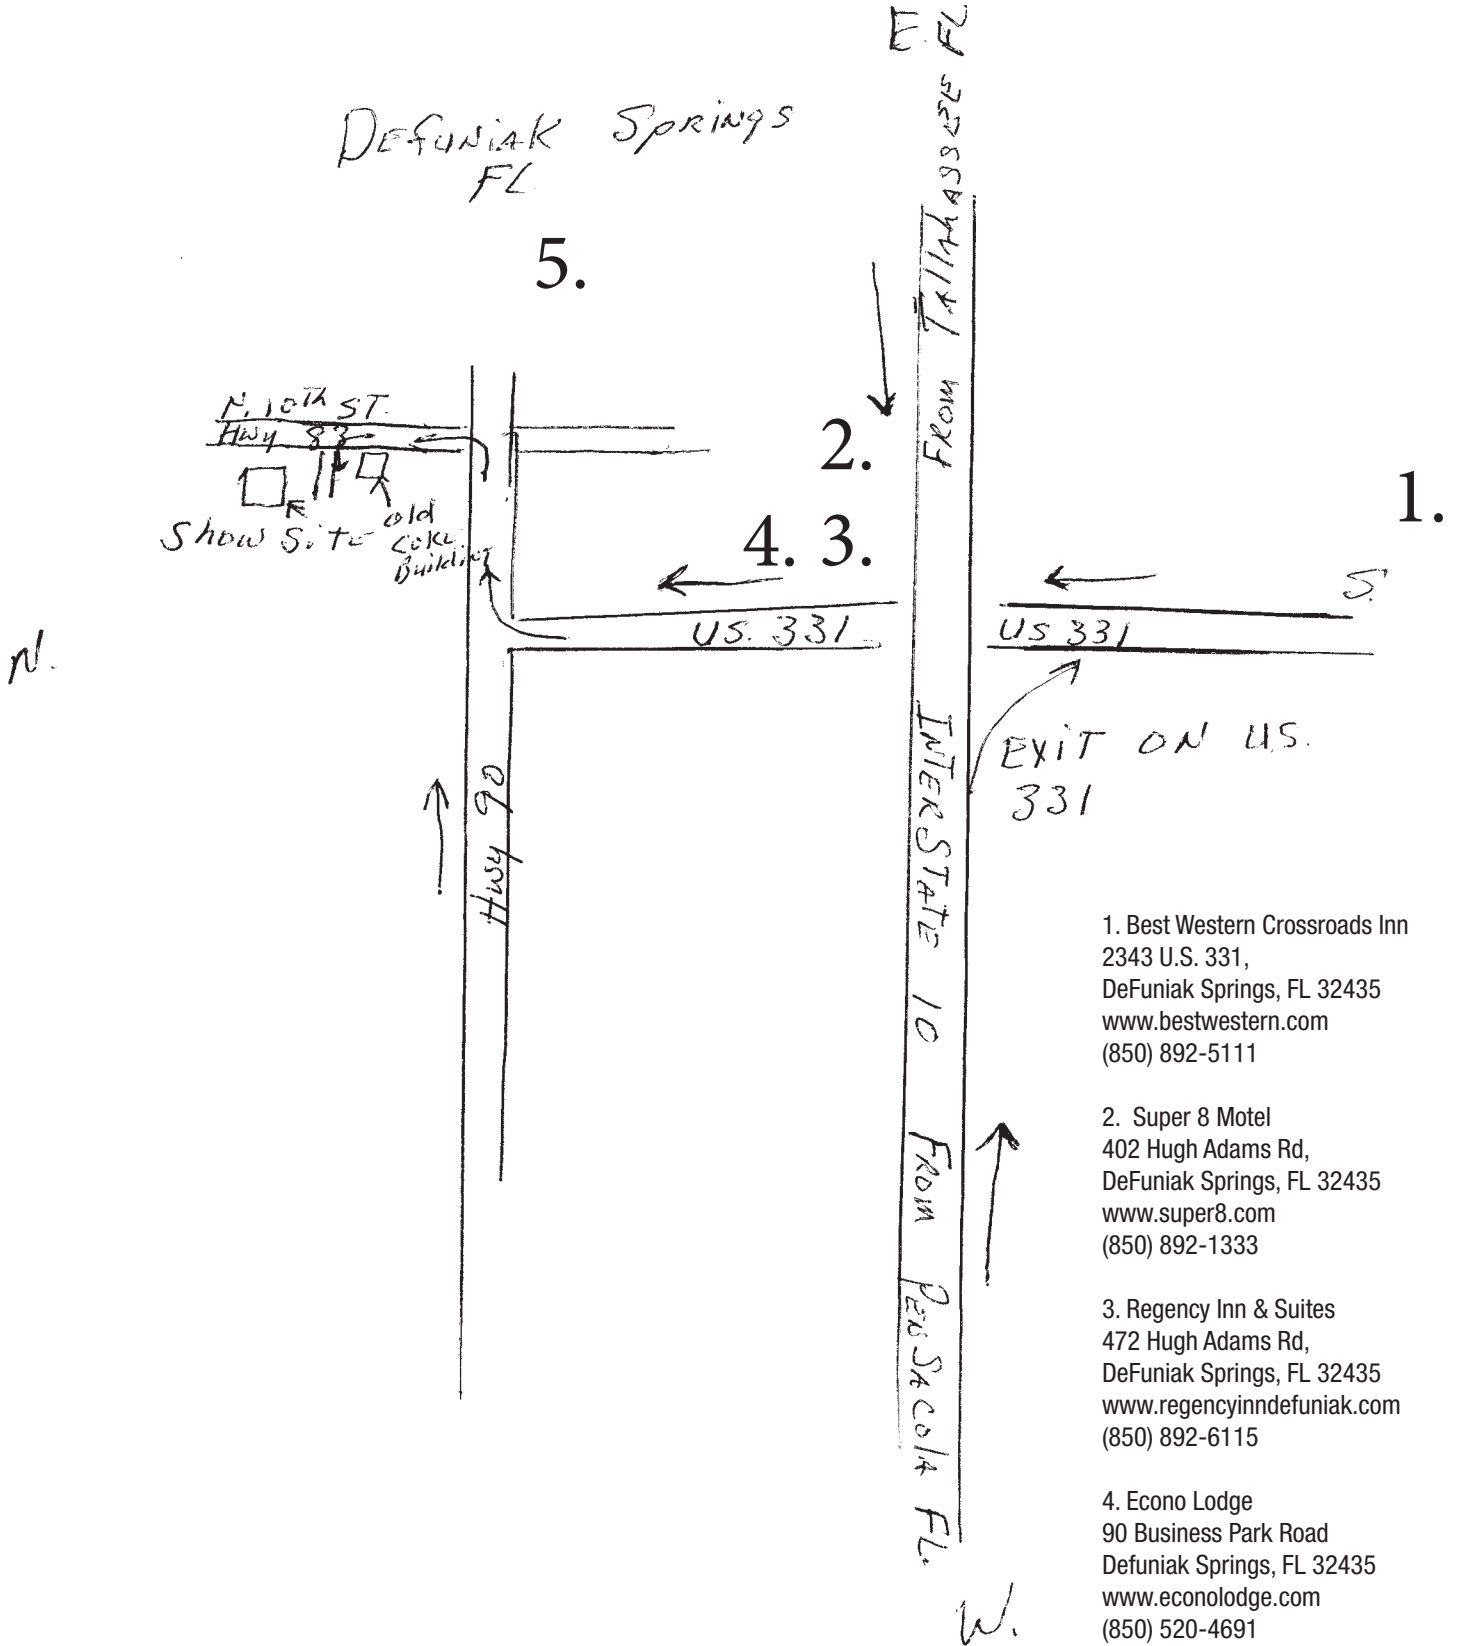 E.
From Tallahassee FL
Defuniak Springs
FL
5.
N. 10th ST.
Hwy 83
2.
1.
Show Site
old
Coke
Building
4. 3.
S.
US. 331
US 331
N.
EXIT ON U.S.
331
Hwy 90
INTERSTATE 10 From PENSACOLA FL.
1. Best Western Crossroads Inn
2343 U.S. 331,
DeFuniak Springs, FL 32435
www.bestwestern.com
(850) 892-5111
2. Super 8 Motel
402 Hugh Adams Rd,
DeFuniak Springs, FL 32435
www.super8.com
(850) 892-1333
3. Regency Inn & Suites
472 Hugh Adams Rd,
DeFuniak Springs, FL 32435
www.regencyinndefuniak.com
(850) 892-6115
4. Econo Lodge
90 Business Park Road
Defuniak Springs, FL 32435
www.econolodge.com
(850) 520-4691
W.